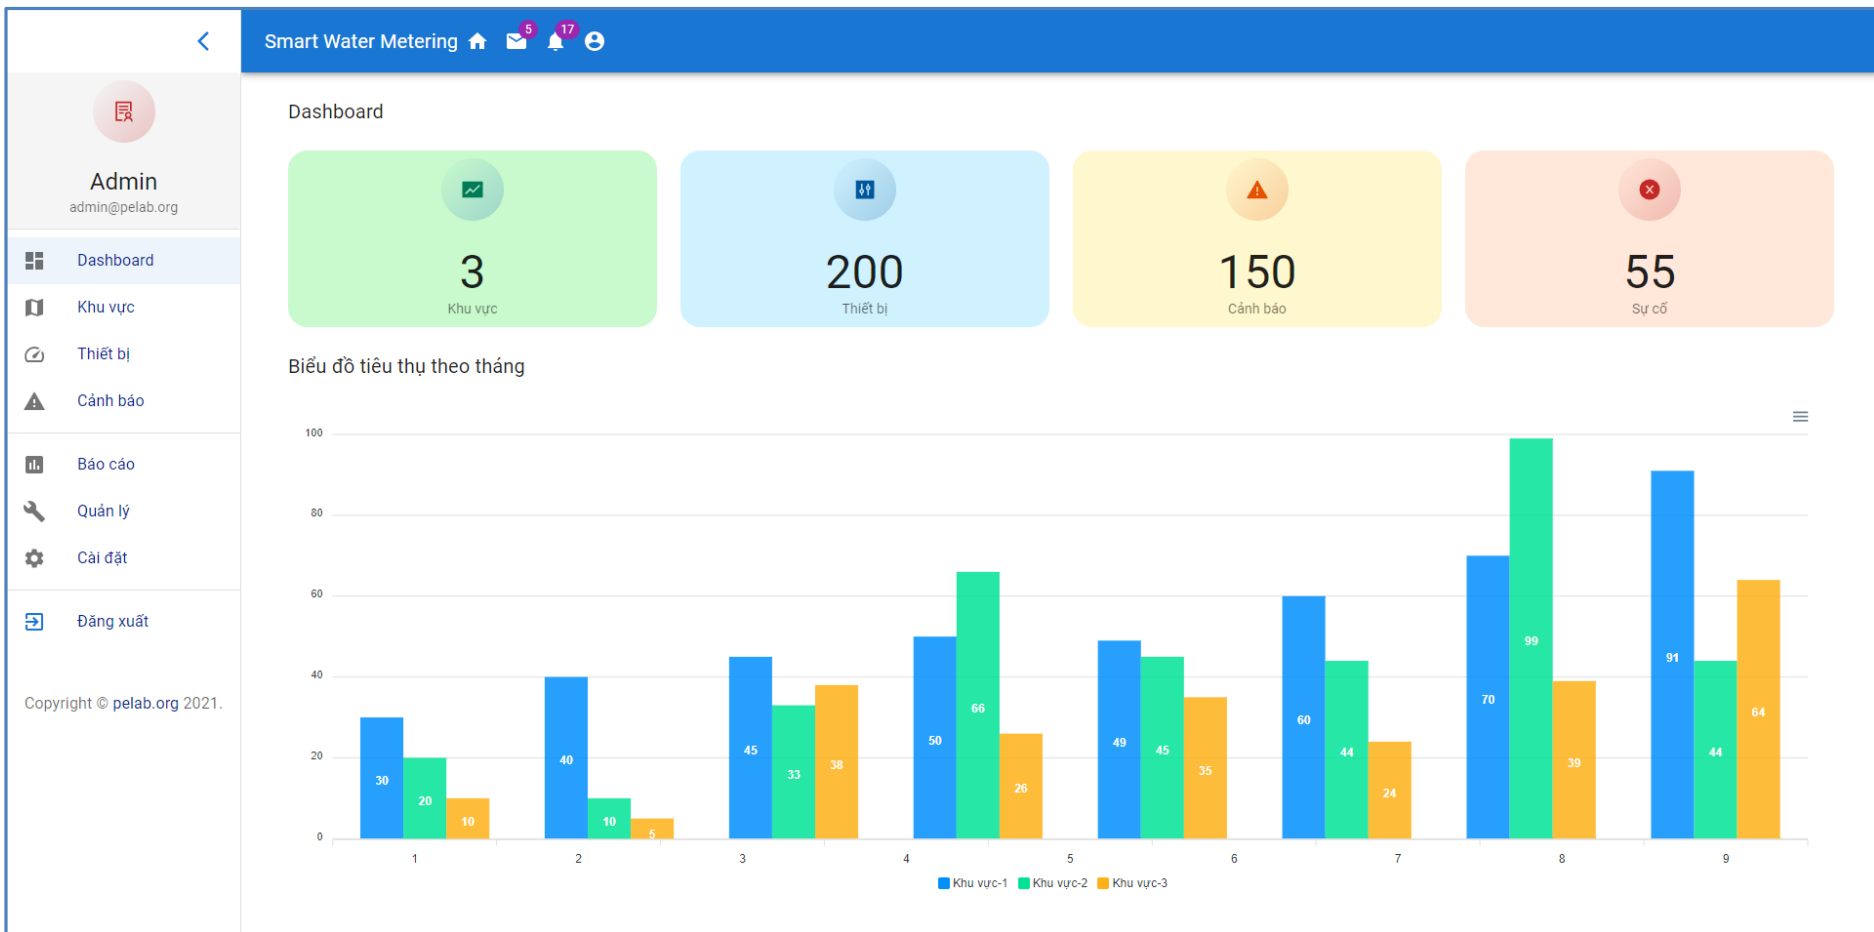 Smart Water Metering 5 17
Admin
admin@pelab.org
Dashboard
Khu vực
Thiết bị
Cảnh báo
Báo cáo
Quản lý
Cài đặt
Đăng xuất
Copyright © pelab.org 2021.
Dashboard
3
Khu vực
200
Thiết bị
150
Cảnh báo
55
Sự cố
Biểu đồ tiêu thụ theo tháng
100
80
60
40
20
0
30 20 10
40 10 5
45 33 38
50 66 26
49 45 35
60 44 24
70 99 39
91 44 64
1 2 3 4 5 6 7 8 9
Khu vực-1 Khu vực-2 Khu vực-3